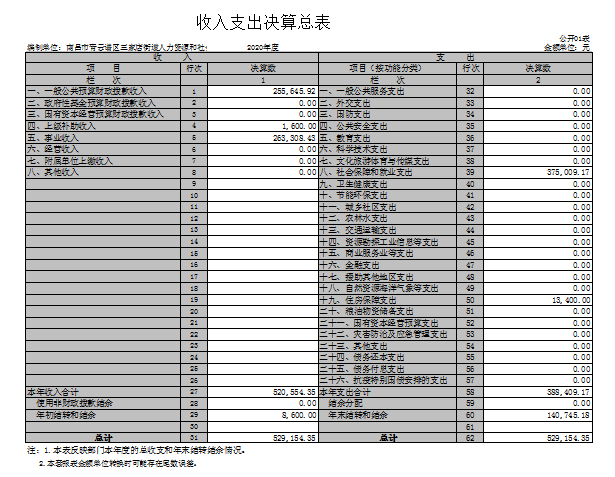 收入支出决算总表
公开01表
编制单位：南昌市青云谱区三家店街道人力资源和社 2020年度 金额单位：元
收 入 支 出
项 目 行次 决算数 项目（按功能分类） 行次 决算数
栏 次 1 栏 次 2
一、一般公共预算财政拨款收入 1 255,645.92 一、一般公共服务支出 32 0.00
二、政府性基金预算财政拨款收入 2 0.00 二、外交支出 33 0.00
三、国有资本经营预算财政拨款收入 3 0.00 三、国防支出 34 0.00
四、上级补助收入 4 1,600.00 四、公共安全支出 35 0.00
五、事业收入 5 263,308.43 五、教育支出 36 0.00
六、经营收入 6 0.00 六、科学技术支出 37 0.00
七、附属单位上缴收入 7 0.00 七、文化旅游体育与传媒支出 38 0.00
八、其他收入 8 0.00 八、社会保障和就业支出 39 375,009.17
9 九、卫生健康支出 40 0.00
10 十、节能环保支出 41 0.00
11 十一、城乡社区支出 42 0.00
12 十二、农林水支出 43 0.00
13 十三、交通运输支出 44 0.00
14 十四、资源勘探工业信息等支出 45 0.00
15 十五、商业服务业等支出 46 0.00
16 十六、金融支出 47 0.00
17 十七、援助其他地区支出 48 0.00
18 十八、自然资源海洋气象等支出 49 0.00
19 十九、住房保障支出 50 13,400.00
20 二十、粮油物资储备支出 51 0.00
21 二十一、国有资本经营预算支出 52 0.00
22 二十二、灾害防治及应急管理支出 53 0.00
23 二十三、其他支出 54 0.00
24 二十四、债务还本支出 55 0.00
25 二十五、债务付息支出 56 0.00
26 二十六、抗疫特别国债安排的支出 57 0.00
本年收入合计 27 520,554.35 本年支出合计 58 388,409.17
使用非财政拨款结余 28 0.00 结余分配 59 0.00
年初结转和结余 29 8,600.00 年末结转和结余 60 140,745.18
30 61
总计 31 529,154.35 总计 62 529,154.35
注：1. 本表反映部门本年度的总收支和年末结转结余情况。
2. 本套报表金额单位转换时可能存在尾数误差。